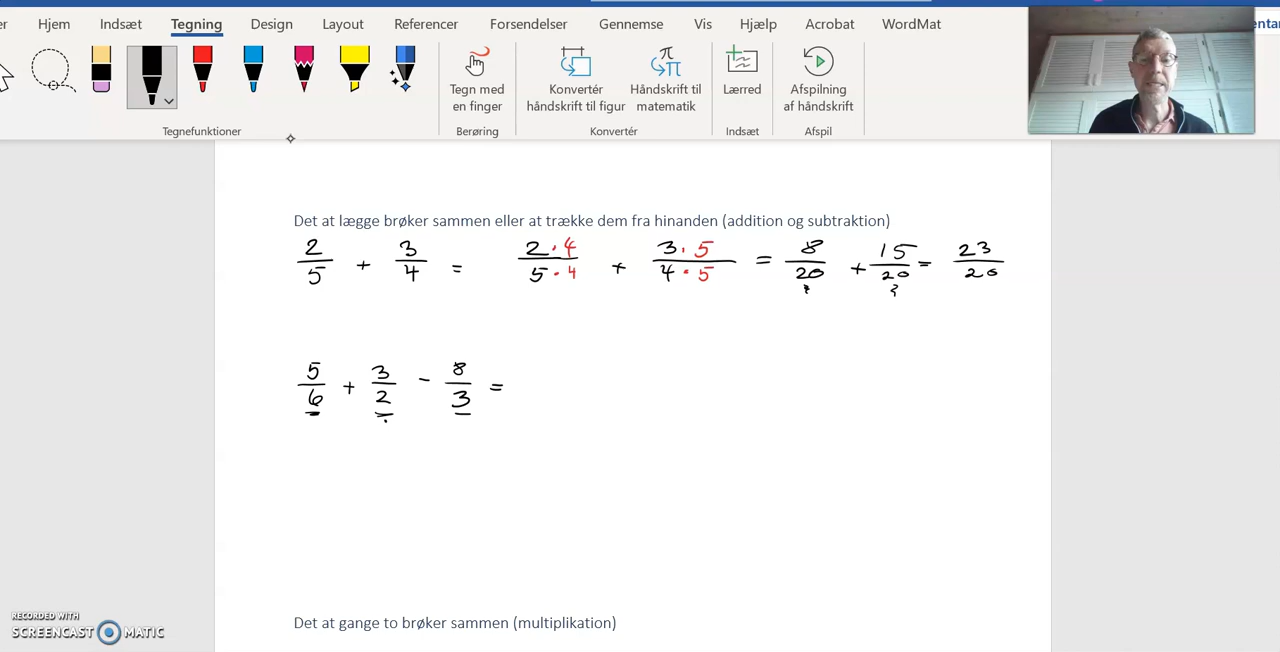 er Hjem Indsæt Tegning Design Layout Referencer Forsendelser Gennemse Vis Hjælp Acrobat WordMat
Tegn med en finger
Konvertér håndskrift til figur
Håndskrift til matematik
Lærred
Afspilning af håndskrift
Tegnefunktioner Berøring Konvertér Indsæt Afspil
Det at lægge brøker sammen eller at trække dem fra hinanden (addition og subtraktion)
2/5 + 3/4 = 2·4/5·4 + 3·5/4·5 = 8/20 + 15/20 = 23/20
5/6 + 3/2 - 8/3 =
Det at gange to brøker sammen (multiplikation)
RECORDED WITH
SCREENCAST MATIC